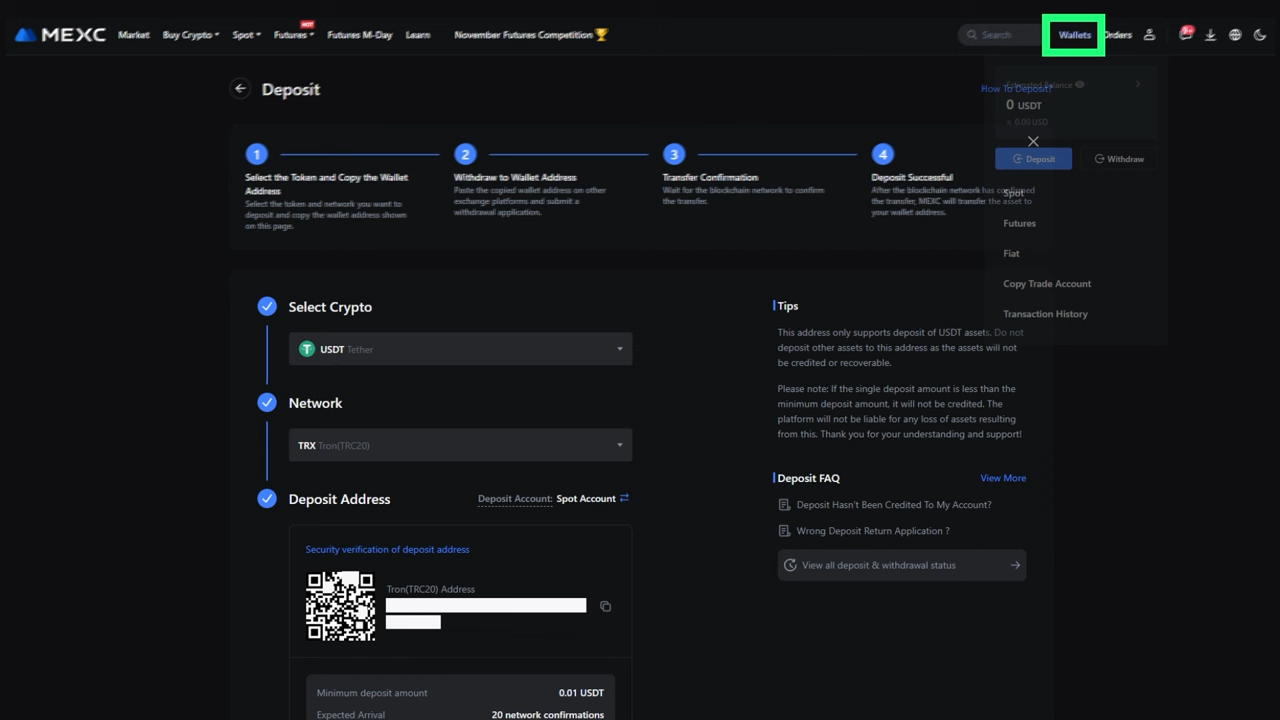 MEXC Market Buy Crypto Spot Futures HOT Futures M-Day Learn November Futures Competition Search Wallets Orders
Deposit
How To Deposit?
Estimated Balance
0 USDT
≈ 0.00 USD
Deposit Withdraw
Spot
Futures
Fiat
Copy Trade Account
Transaction History
1
Select the Token and Copy the Wallet
Address
Select the token and network you want to
deposit and copy the wallet address shown
on this page.
2
Withdraw to Wallet Address
Paste the copied wallet address on other
exchange platforms and submit a
withdrawal application.
3
Transfer Confirmation
Wait for the blockchain network to confirm
the transfer.
4
Deposit Successful
After the blockchain network has confirmed
the transfer, MEXC will transfer the asset to
your wallet address.
Select Crypto
USDT Tether
Network
TRX Tron(TRC20)
Deposit Address
Deposit Account: Spot Account
Security verification of deposit address
Tron(TRC20) Address
Minimum deposit amount 0.01 USDT
Expected Arrival 20 network confirmations
Tips
This address only supports deposit of USDT assets. Do not
deposit other assets to this address as the assets will not
be credited or recoverable.
Please note: If the single deposit amount is less than the
minimum deposit amount, it will not be credited. The
platform will not be liable for any loss of assets resulting
from this. Thank you for your understanding and support!
Deposit FAQ View More
Deposit Hasn't Been Credited To My Account?
Wrong Deposit Return Application ?
View all deposit & withdrawal status